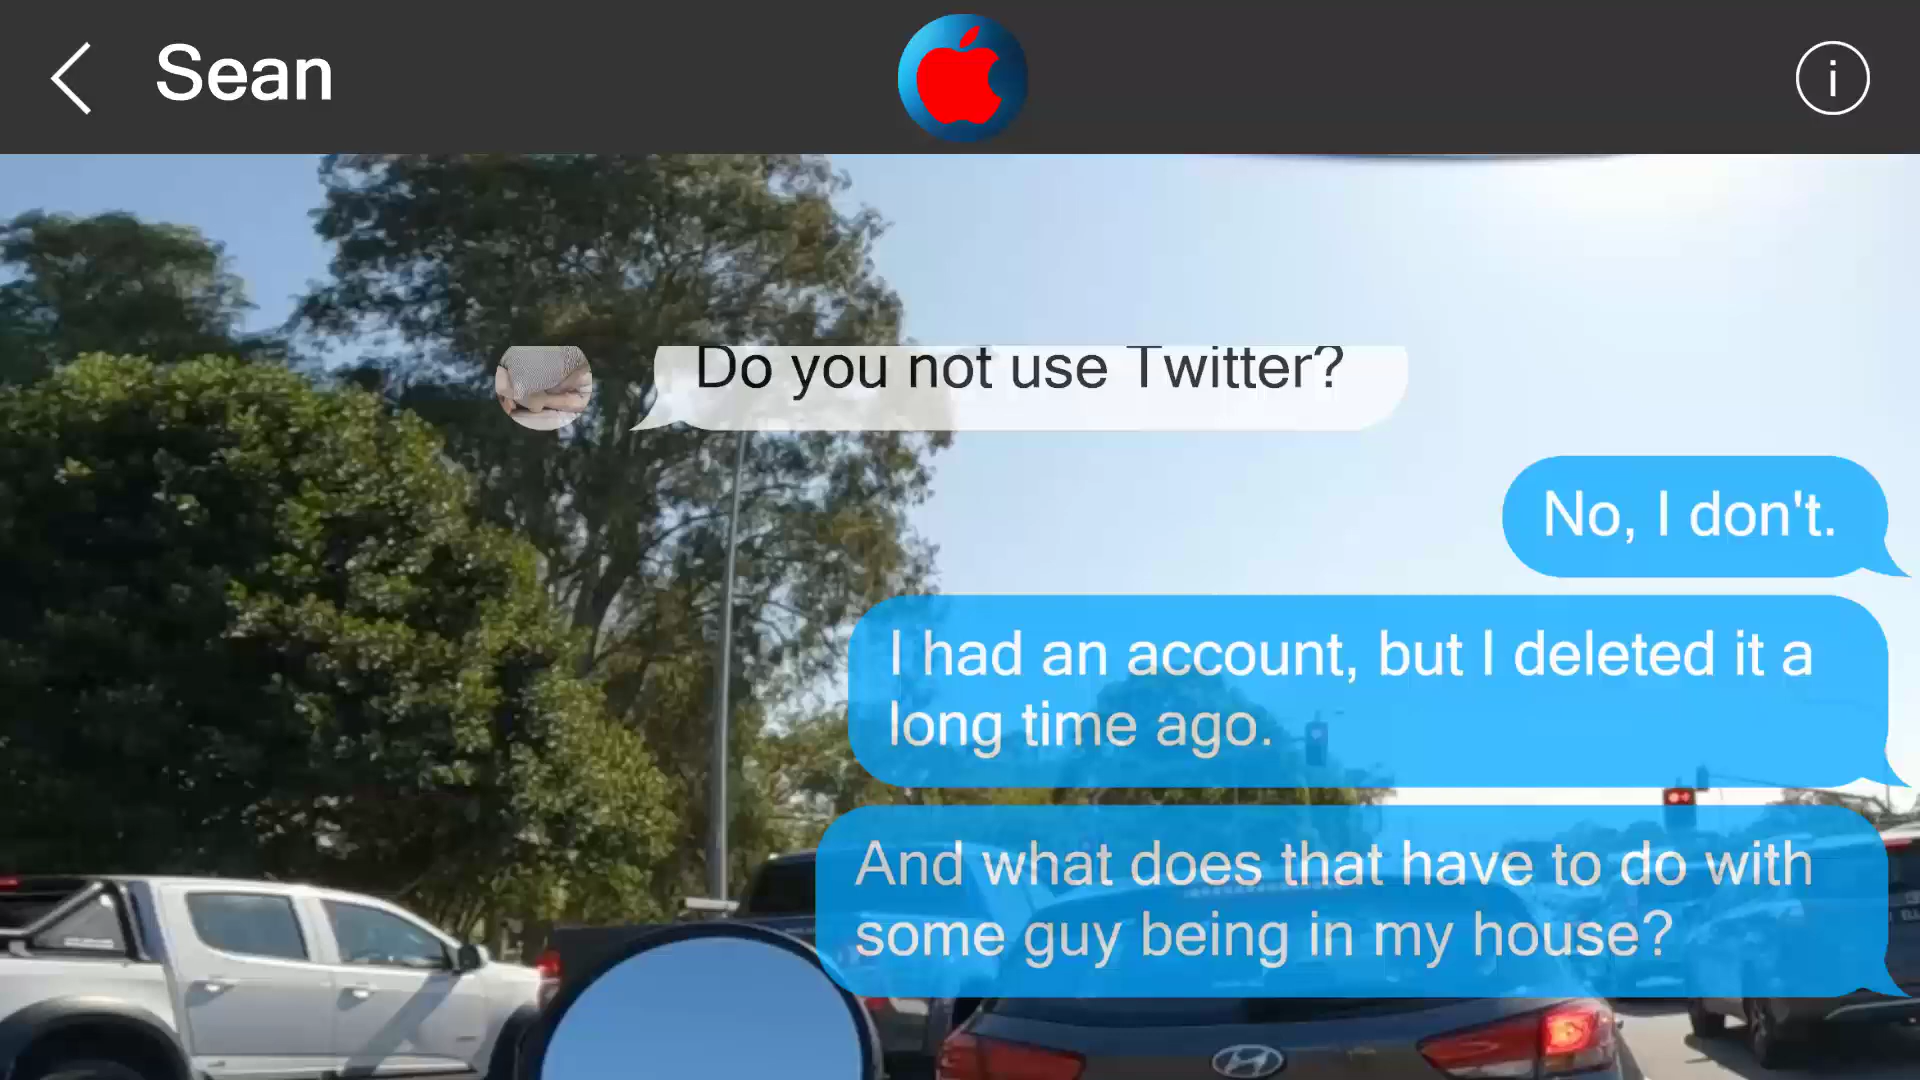 Sean
i
Do you not use Twitter?
No, I don't.
I had an account, but I deleted it a
long time ago.
And what does that have to do with
some guy being in my house?